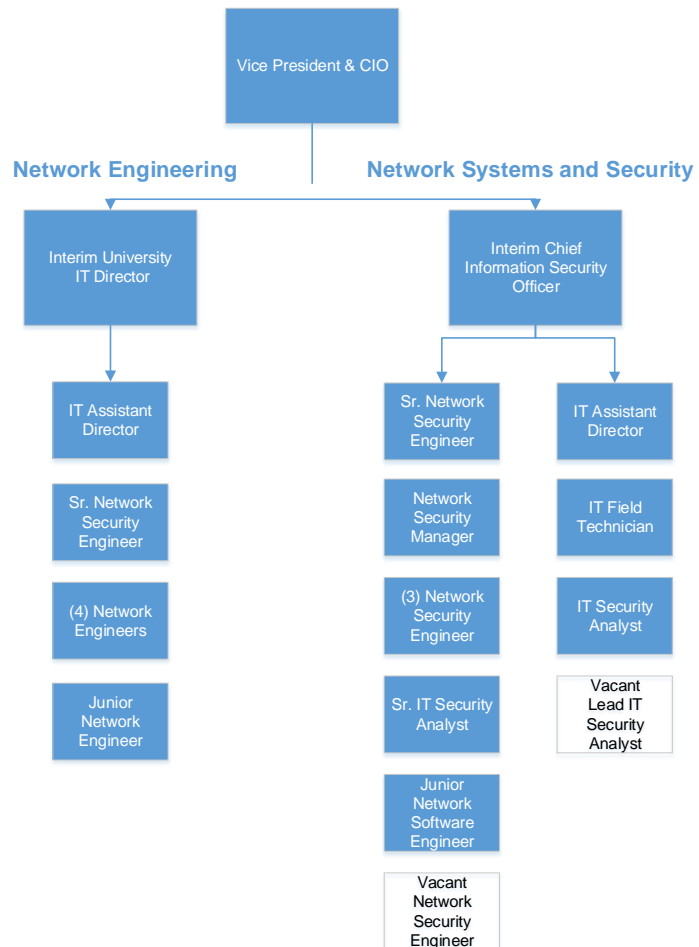 Vice President & CIO
Network Engineering
Network Systems and Security
Interim University
IT Director
Interim Chief
Information Security
Officer
IT Assistant
Director
Sr. Network
Security
Engineer
(4) Network
Engineers
Junior
Network
Engineer
Sr. Network
Security
Engineer
Network
Security
Manager
(3) Network
Security
Engineer
Sr. IT Security
Analyst
Junior
Network
Software
Engineer
Vacant
Network
Security
Engineer
IT Assistant
Director
IT Field
Technician
IT Security
Analyst
Vacant
Lead IT
Security
Analyst